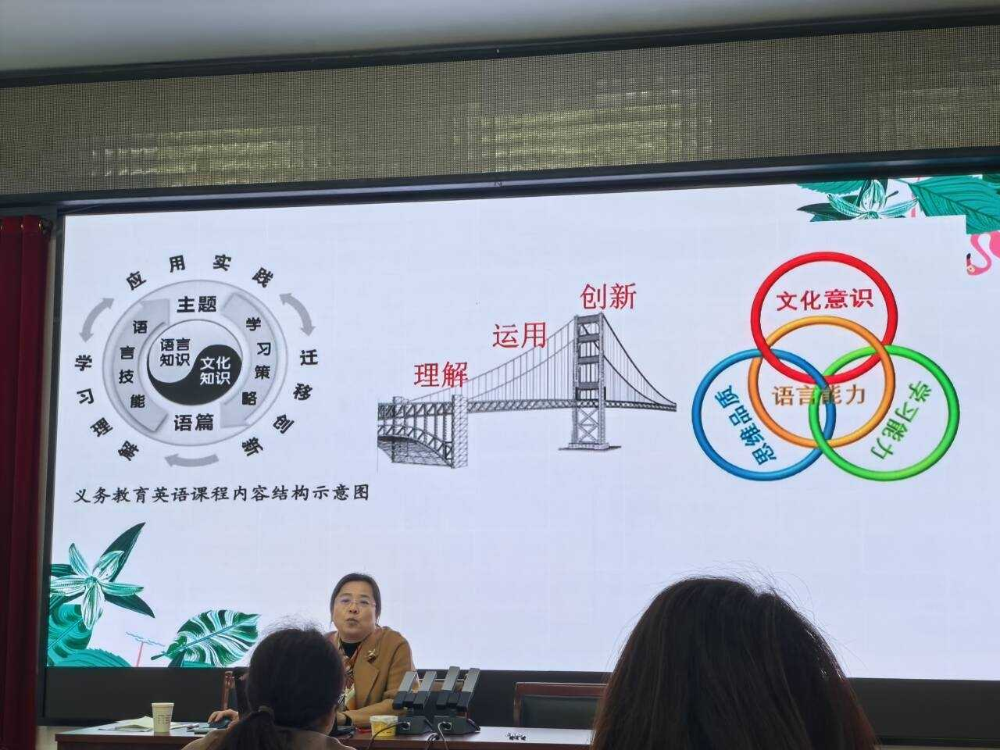 应用实践
学习理解
迁移创新
主题
语言技能
学习策略
语言
知识
文化
知识
语篇
义务教育英语课程内容结构示意图
理解
运用
创新
文化意识
语言能力
思维品质
学习能力